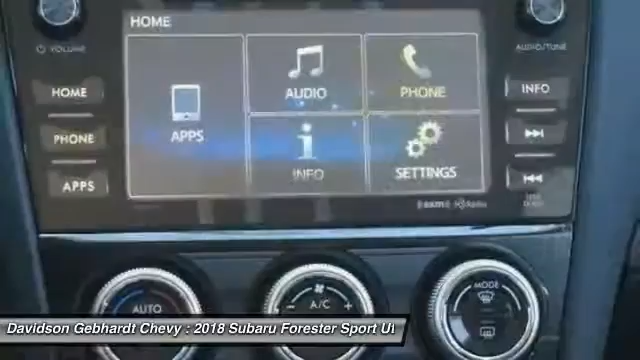 HOME
VOLUME
AUDIO/TUNE
HOME
PHONE
APPS
APPS
AUDIO
PHONE
INFO
SETTINGS
INFO
AUTO
- A/C +
MODE
Davidson Gebhardt Chevy : 2018 Subaru Forester Sport Ut